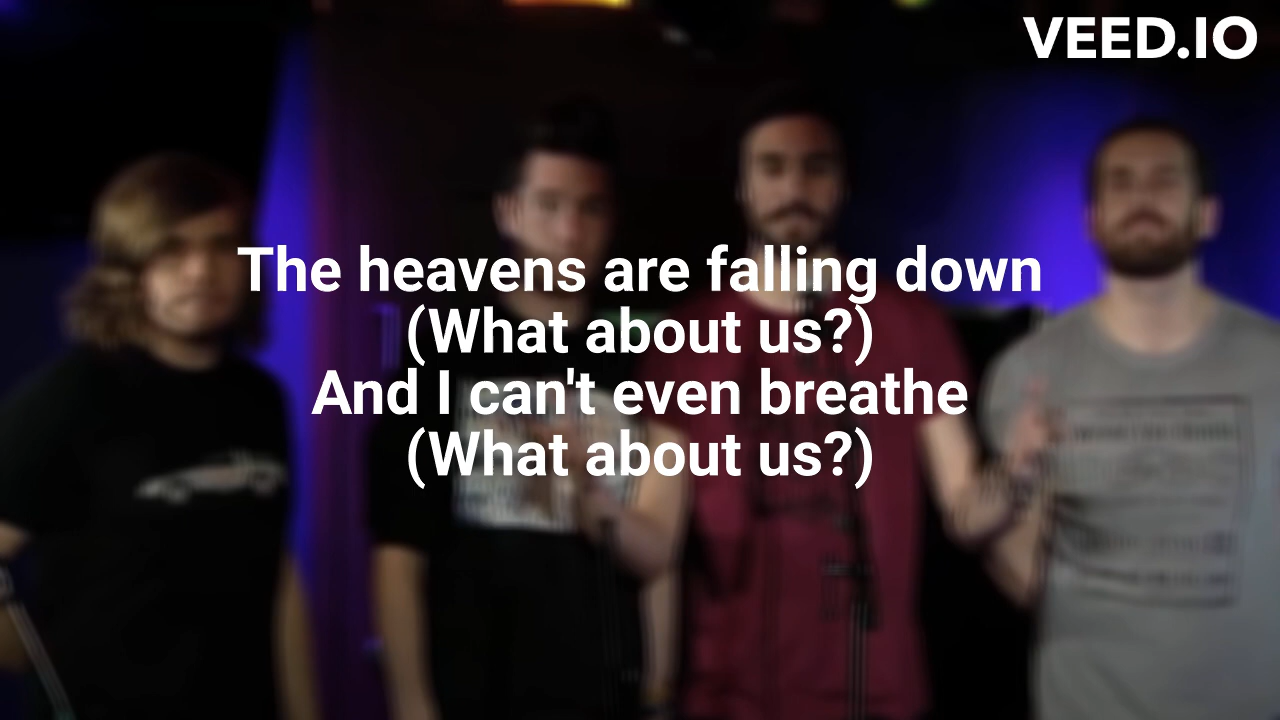 VEED.IO
The heavens are falling down
(What about us?)
And I can't even breathe
(What about us?)